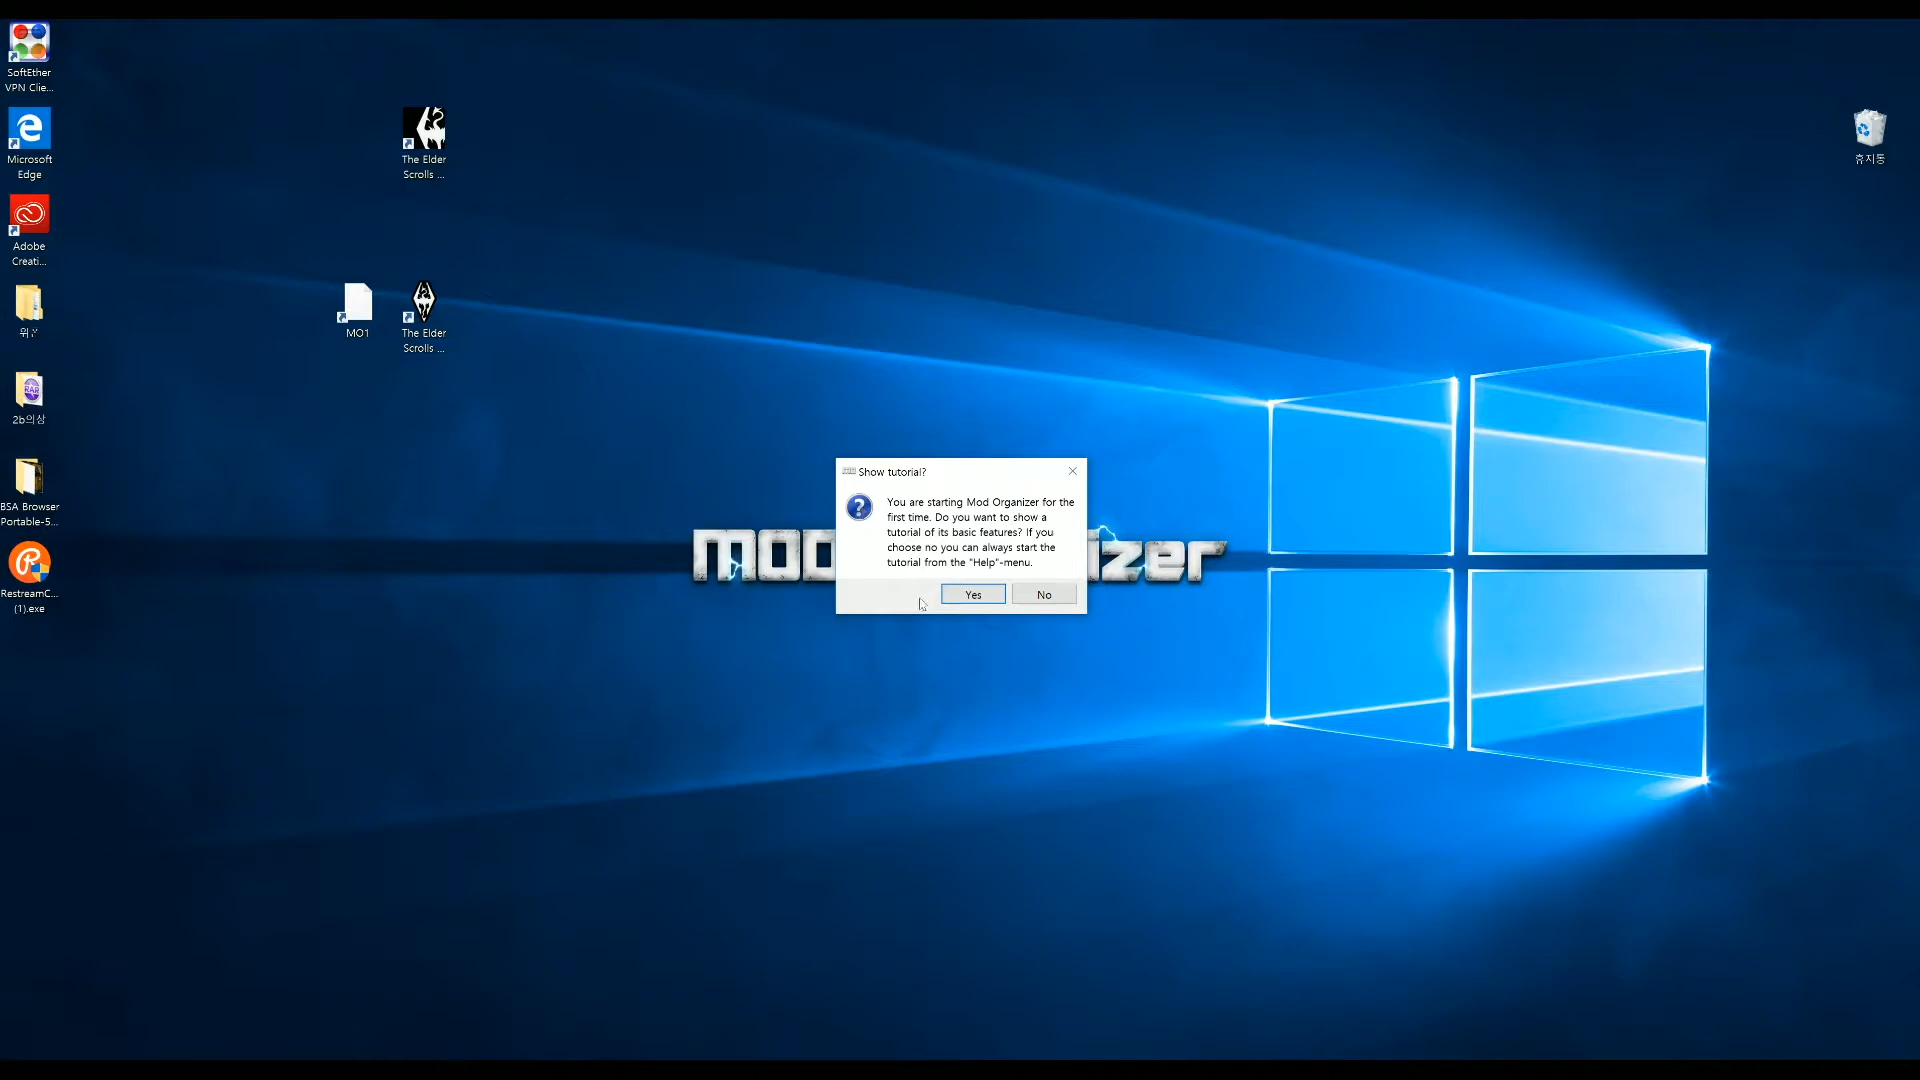 SoftEther
VPN Clie...
Microsoft
Edge
Adobe
Creati...
위꾼
2b의상
BSA Browser
Portable-5...
RestreamC...
(1).exe
The Elder
Scrolls ...
MO1
The Elder
Scrolls ...
휴지통
Show tutorial?
You are starting Mod Organizer for the
first time. Do you want to show a
tutorial of its basic features? If you
choose no you can always start the
tutorial from the "Help"-menu.
Yes
No